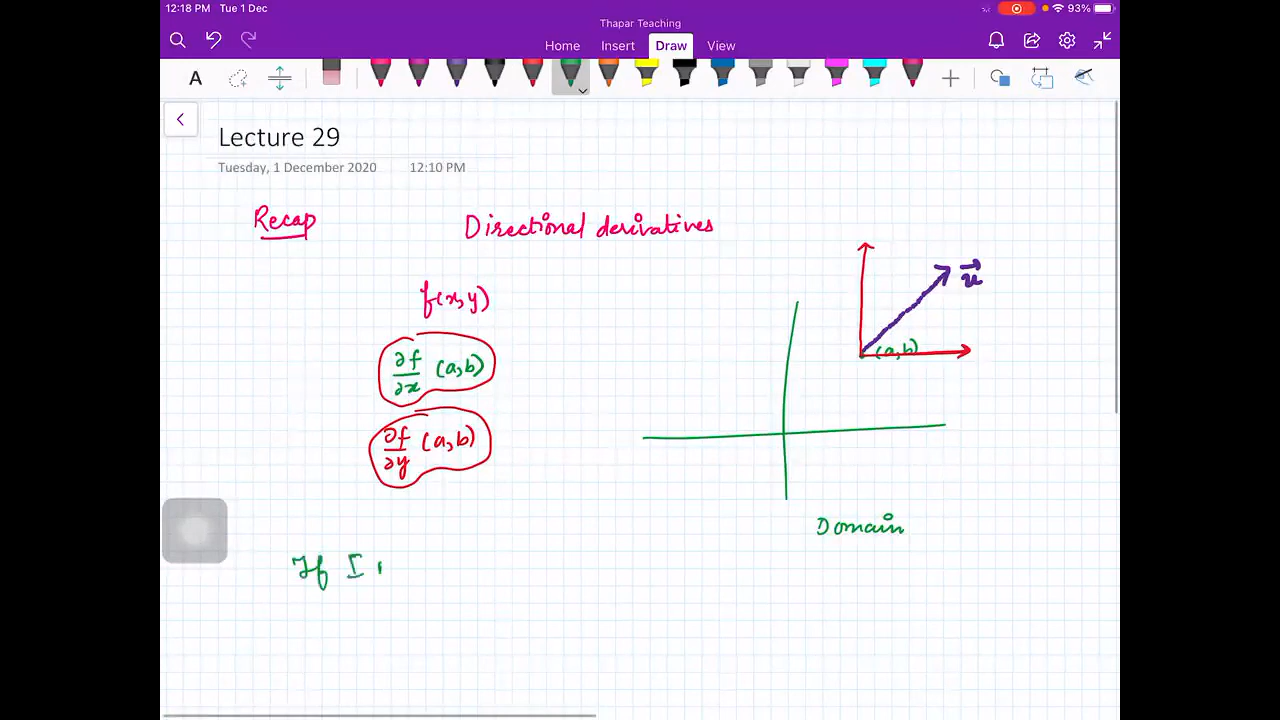 12:18 PM Tue 1 Dec
93%
Thapar Teaching
Home Insert Draw View
A
Lecture 29
Tuesday, 1 December 2020 12:10 PM
Recap Directional derivatives
f(x,y)
∂f/∂x (a,b)
∂f/∂y (a,b)
u⃗
(a,b)
Domain
If I